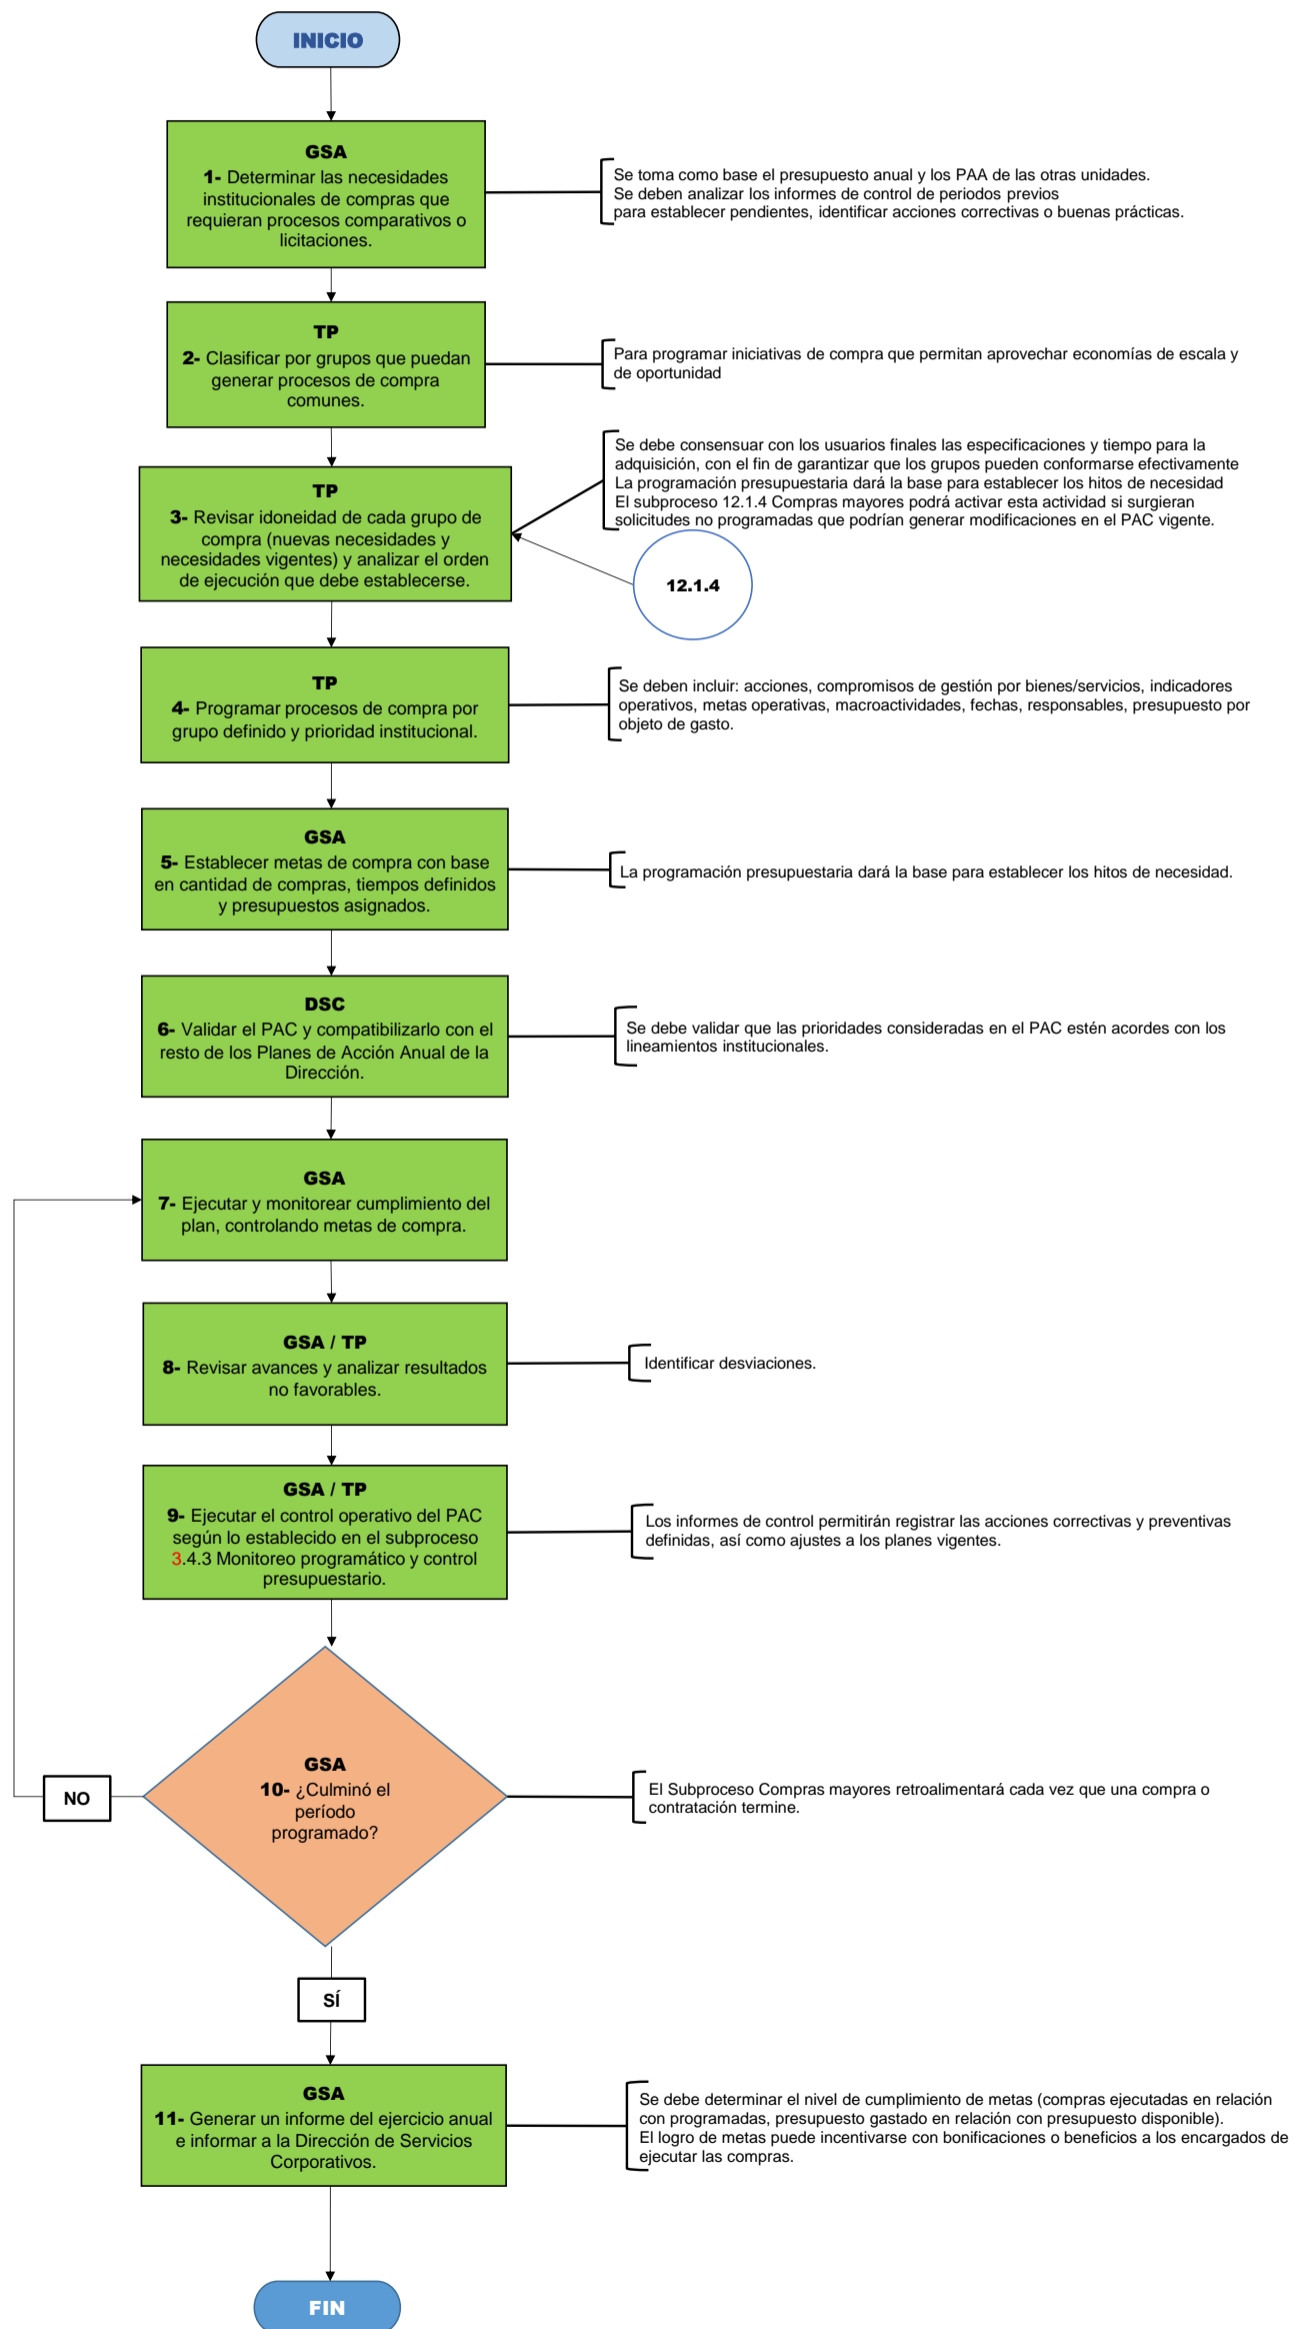 INICIO
GSA
1- Determinar las necesidades
institucionales de compras que
requieran procesos comparativos o
licitaciones.
Se toma como base el presupuesto anual y los PAA de las otras unidades.
Se deben analizar los informes de control de periodos previos
para establecer pendientes, identificar acciones correctivas o buenas prácticas.
TP
2- Clasificar por grupos que puedan
generar procesos de compra
comunes.
Para programar iniciativas de compra que permitan aprovechar economías de escala y
de oportunidad
TP
3- Revisar idoneidad de cada grupo de
compra (nuevas necesidades y
necesidades vigentes) y analizar el orden
de ejecución que debe establecerse.
Se debe consensuar con los usuarios finales las especificaciones y tiempo para la
adquisición, con el fin de garantizar que los grupos pueden conformarse efectivamente
La programación presupuestaria dará la base para establecer los hitos de necesidad
El subproceso 12.1.4 Compras mayores podrá activar esta actividad si surgieran
solicitudes no programadas que podrían generar modificaciones en el PAC vigente.
12.1.4
TP
4- Programar procesos de compra por
grupo definido y prioridad institucional.
Se deben incluir: acciones, compromisos de gestión por bienes/servicios, indicadores
operativos, metas operativas, macroactividades, fechas, responsables, presupuesto por
objeto de gasto.
GSA
5- Establecer metas de compra con base
en cantidad de compras, tiempos definidos
y presupuestos asignados.
La programación presupuestaria dará la base para establecer los hitos de necesidad.
DSC
6- Validar el PAC y compatibilizarlo con el
resto de los Planes de Acción Anual de la
Dirección.
Se debe validar que las prioridades consideradas en el PAC estén acordes con los
lineamientos institucionales.
GSA
7- Ejecutar y monitorear cumplimiento del
plan, controlando metas de compra.
GSA / TP
8- Revisar avances y analizar resultados
no favorables.
Identificar desviaciones.
GSA / TP
9- Ejecutar el control operativo del PAC
según lo establecido en el subproceso
3.4.3 Monitoreo programático y control
presupuestario.
Los informes de control permitirán registrar las acciones correctivas y preventivas
definidas, así como ajustes a los planes vigentes.
GSA
10- ¿Culminó el
período
programado?
NO
El Subproceso Compras mayores retroalimentará cada vez que una compra o
contratación termine.
SÍ
GSA
11- Generar un informe del ejercicio anual
e informar a la Dirección de Servicios
Corporativos.
Se debe determinar el nivel de cumplimiento de metas (compras ejecutadas en relación
con programadas, presupuesto gastado en relación con presupuesto disponible).
El logro de metas puede incentivarse con bonificaciones o beneficios a los encargados de
ejecutar las compras.
FIN